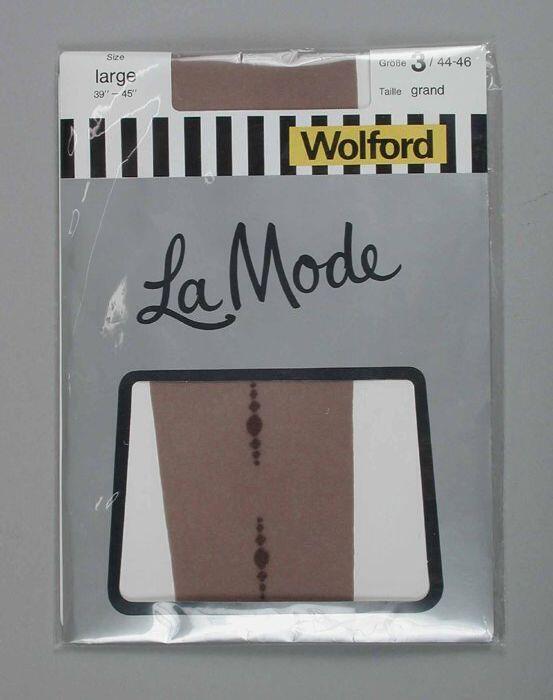 Size
large
39" – 45"
Größe 3 / 44-46
Taille grand
Wolford
La Mode